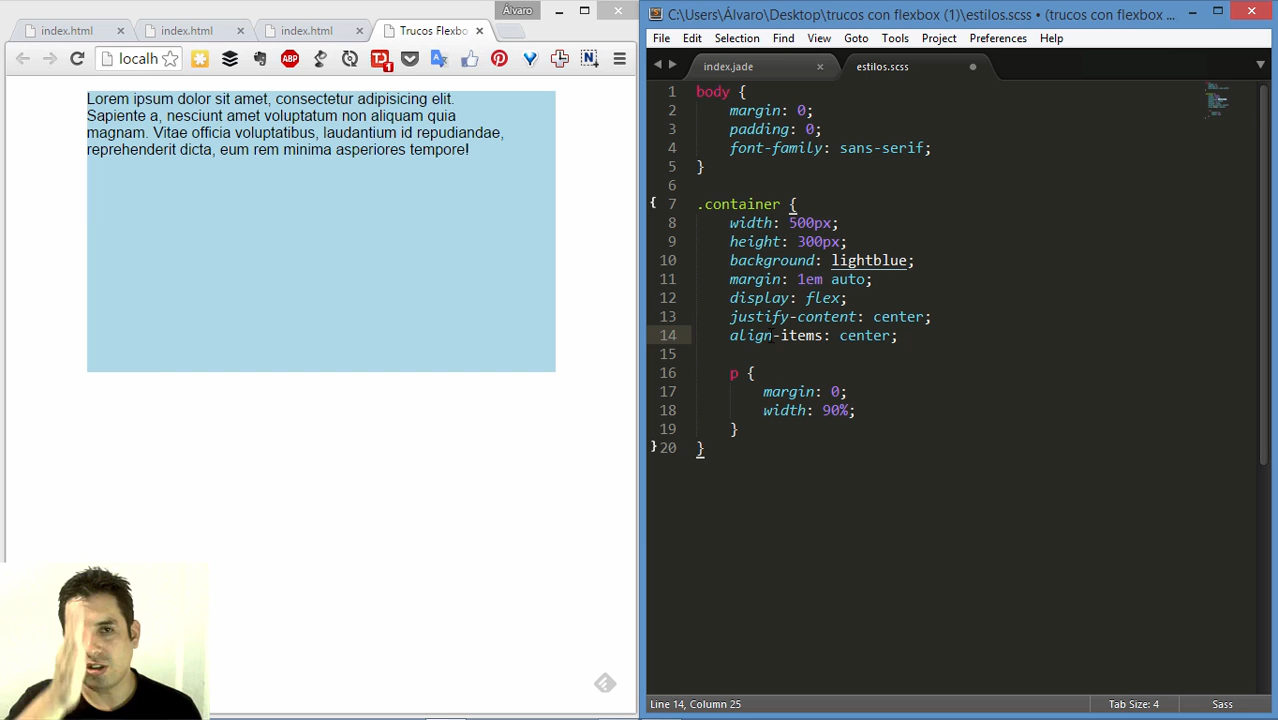 Álvaro
index.html
index.html
index.html
Trucos Flexbo
localh
ABP
TD
1
N
Lorem ipsum dolor sit amet, consectetur adipisicing elit.
Sapiente a, nesciunt amet voluptatum non aliquam quia
magnam. Vitae officia voluptatibus, laudantium id repudiandae,
reprehenderit dicta, eum rem minima asperiores tempore!
C:\Users\Álvaro\Desktop\trucos con flexbox (1)\estilos.scss • (trucos con flexbox ...
File Edit Selection Find View Goto Tools Project Preferences Help
index.jade
estilos.scss
1 body {
2 margin: 0;
3 padding: 0;
4 font-family: sans-serif;
5 }
6
7 .container {
8 width: 500px;
9 height: 300px;
10 background: lightblue;
11 margin: 1em auto;
12 display: flex;
13 justify-content: center;
14 align-items: center;
15
16 p {
17 margin: 0;
18 width: 90%;
19 }
20 }
Line 14, Column 25
Tab Size: 4
Sass